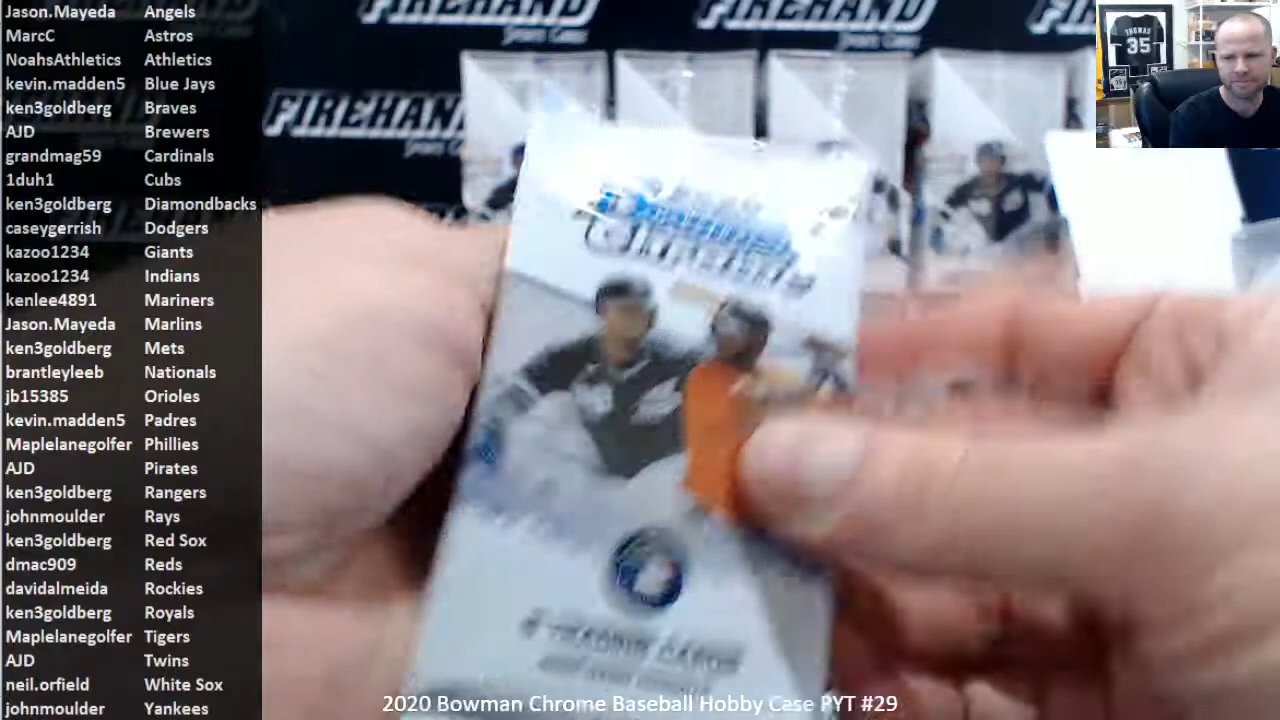 Jason.Mayeda Angels
MarcC Astros
NoahsAthletics Athletics
kevin.madden5 Blue Jays
ken3goldberg Braves
AJD Brewers
grandmag59 Cardinals
1duh1 Cubs
ken3goldberg Diamondbacks
caseygerrish Dodgers
kazoo1234 Giants
kazoo1234 Indians
kenlee4891 Mariners
Jason.Mayeda Marlins
ken3goldberg Mets
brantleyleeb Nationals
jb15385 Orioles
kevin.madden5 Padres
Maplelanegolfer Phillies
AJD Pirates
ken3goldberg Rangers
johnmoulder Rays
ken3goldberg Red Sox
dmac909 Reds
davidalmeida Rockies
ken3goldberg Royals
Maplelanegolfer Tigers
AJD Twins
neil.orfield White Sox
johnmoulder Yankees
FIREHAND
FIREHAND
THOMAS
35
Bowman
Chrome
2020 Bowman Chrome Baseball Hobby Case PYT #29